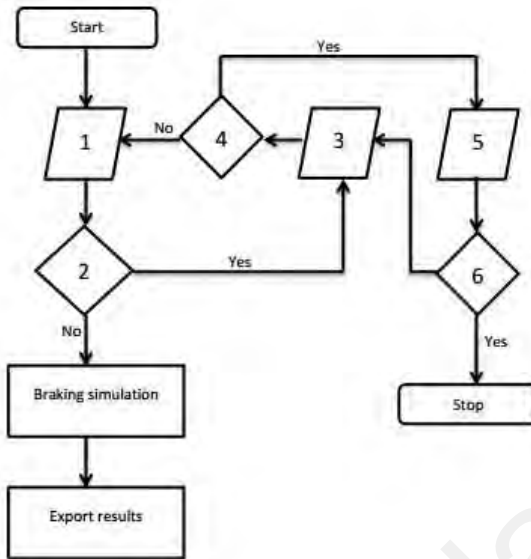 Start
Yes
1
No
4
3
5
2
Yes
6
No
Yes
Braking simulation
Stop
Export results